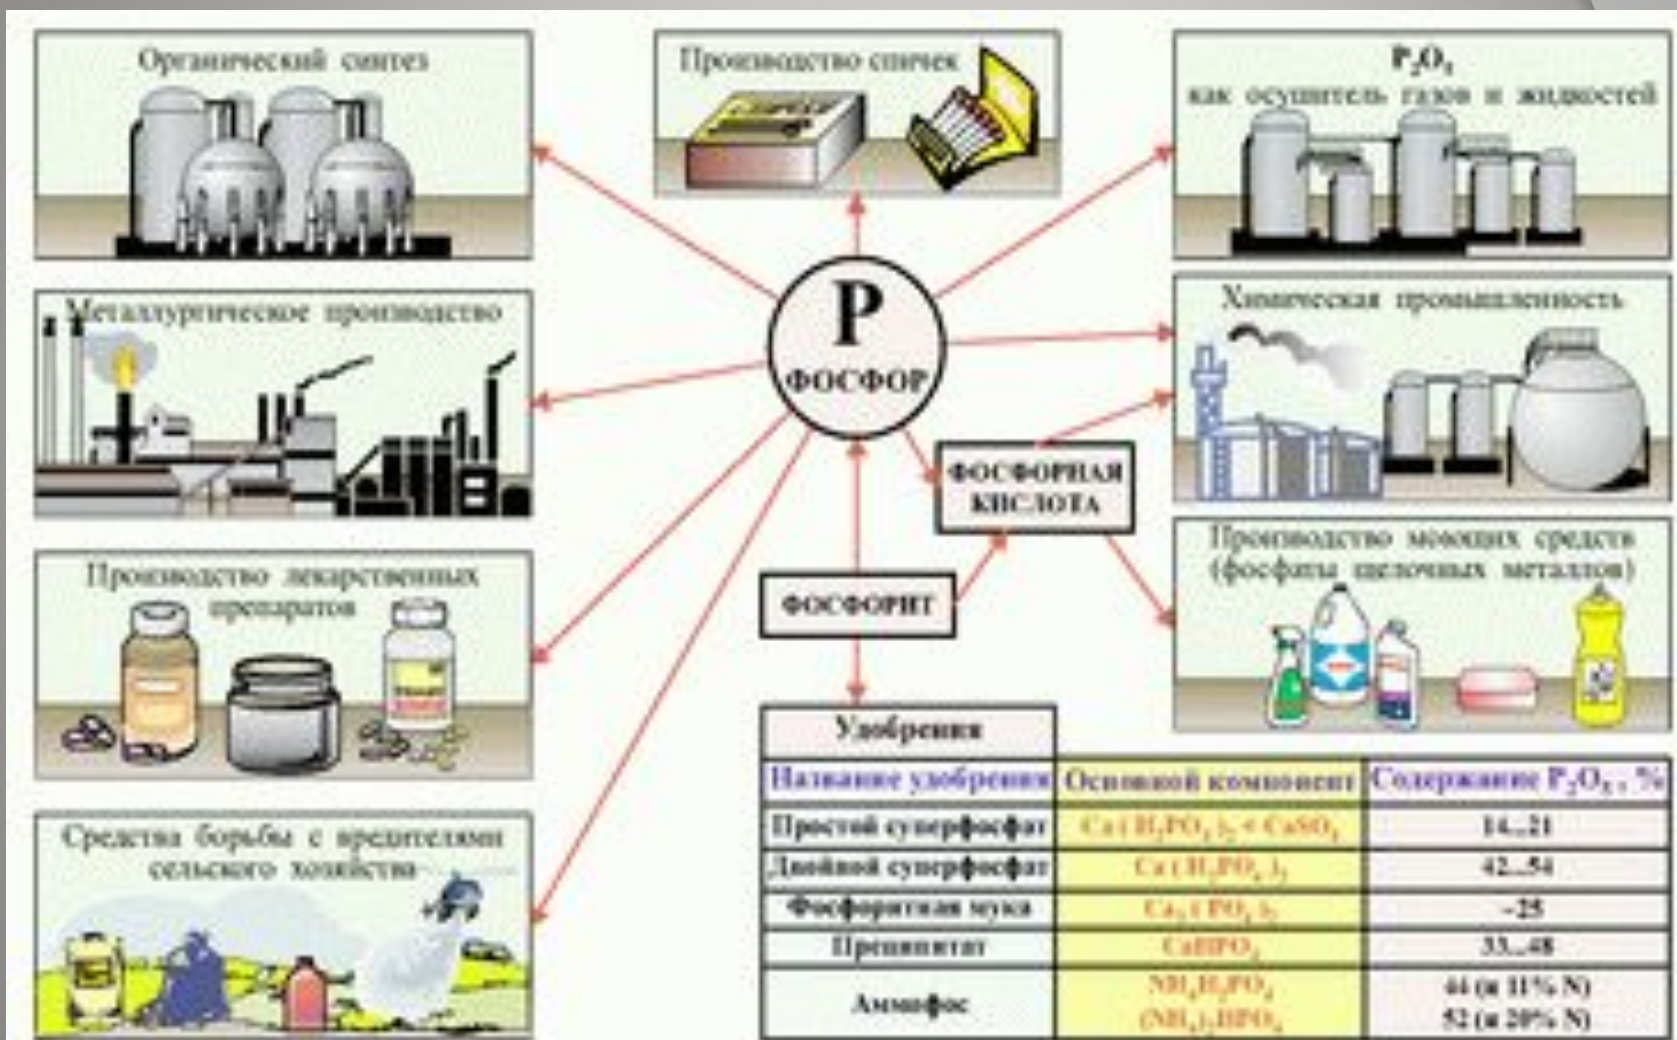 Органический синтез
Производство спичек
P₂O₅
как осушитель газов и жидкостей
Металлургическое производство
P
ФОСФОР
Химическая промышленность
ФОСФОРНАЯ
КИСЛОТА
Производство лекарственных
препаратов
ФОСФОРИТ
Производство моющих средств
(фосфаты щелочных металлов)
Средства борьбы с вредителями
сельского хозяйства
Удобрения
Название удобрения Основной компонент Содержание P₂O₅, %
Простой суперфосфат Ca(H₂PO₄)₂ + CaSO₄ 14...21
Двойной суперфосфат Ca(H₂PO₄)₂ 42...54
Фосфоритная мука Ca₃(PO₄)₂ ~25
Преципитат CaHPO₄ 33...48
Аммофос
NH₄H₂PO₄ 44 (и 11% N)
(NH₄)₂HPO₄ 52 (и 20% N)